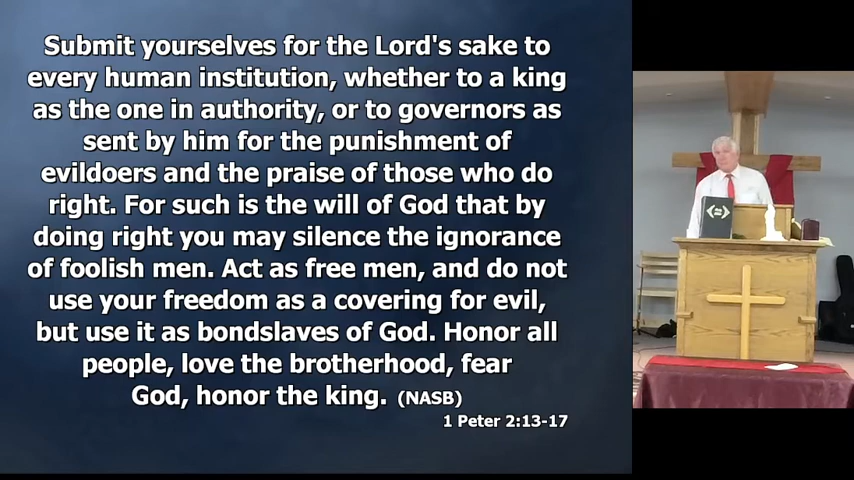 Submit yourselves for the Lord's sake to
every human institution, whether to a king
as the one in authority, or to governors as
sent by him for the punishment of
evildoers and the praise of those who do
right. For such is the will of God that by
doing right you may silence the ignorance
of foolish men. Act as free men, and do not
use your freedom as a covering for evil,
but use it as bondslaves of God. Honor all
people, love the brotherhood, fear
God, honor the king. (NASB)
1 Peter 2:13-17